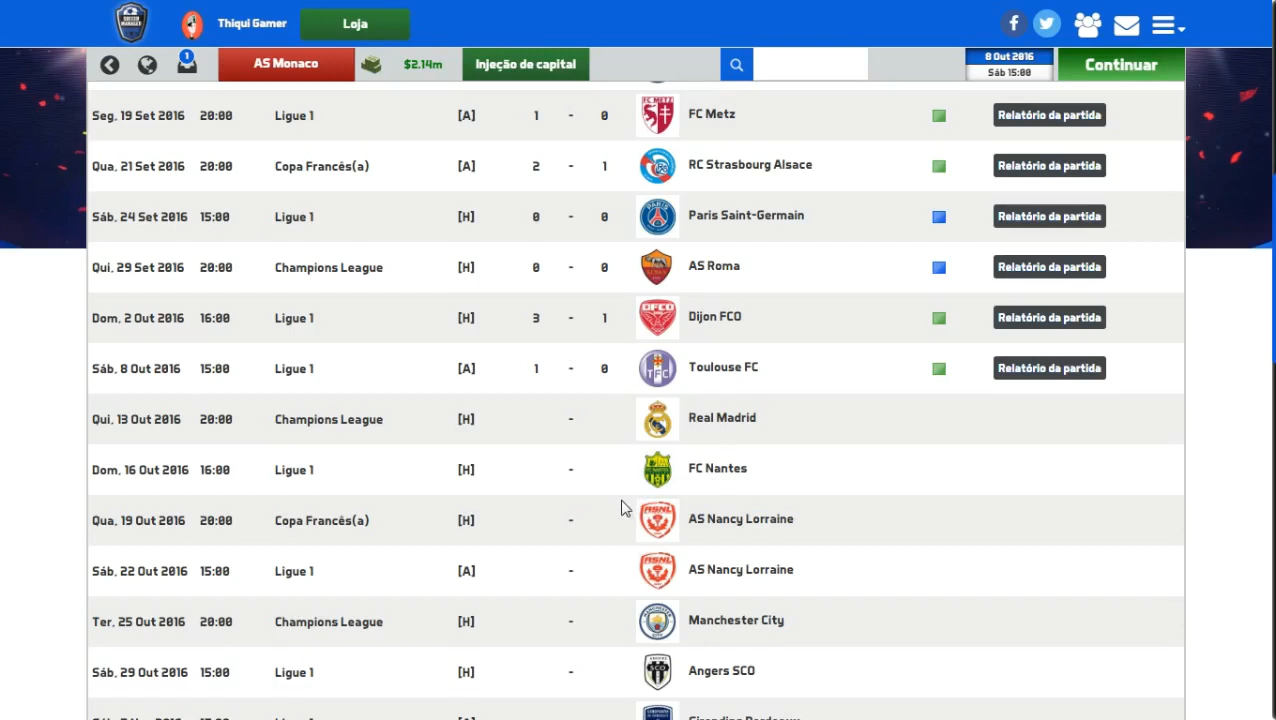 Thiqui Gamer
Loja
1
AS Monaco
$2.14m
Injeção de capital
8 Out 2016
Sáb 15:00
Continuar
Seg, 19 Set 2016 20:00 Ligue 1 [A] 1 - 0 FC Metz Relatório da partida
Qua, 21 Set 2016 20:00 Copa Francês(a) [A] 2 - 1 RC Strasbourg Alsace Relatório da partida
Sáb, 24 Set 2016 15:00 Ligue 1 [H] 0 - 0 Paris Saint-Germain Relatório da partida
Qui, 29 Set 2016 20:00 Champions League [H] 0 - 0 AS Roma Relatório da partida
Dom, 2 Out 2016 16:00 Ligue 1 [H] 3 - 1 Dijon FCO Relatório da partida
Sáb, 8 Out 2016 15:00 Ligue 1 [A] 1 - 0 Toulouse FC Relatório da partida
Qui, 13 Out 2016 20:00 Champions League [H] - Real Madrid
Dom, 16 Out 2016 16:00 Ligue 1 [H] - FC Nantes
Qua, 19 Out 2016 20:00 Copa Francês(a) [H] - AS Nancy Lorraine
Sáb, 22 Out 2016 15:00 Ligue 1 [A] - AS Nancy Lorraine
Ter, 25 Out 2016 20:00 Champions League [H] - Manchester City
Sáb, 29 Out 2016 15:00 Ligue 1 [H] - Angers SCO